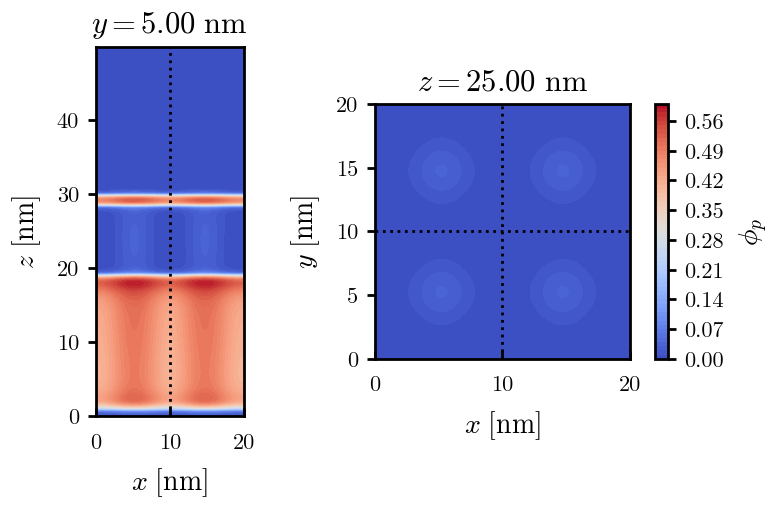 y = 5.00 nm
40
30
20
10
0
z [nm]
0 10 20
x [nm]
z = 25.00 nm
20
15
10
5
0
y [nm]
0 10 20
x [nm]
0.56
0.49
0.42
0.35
0.28
0.21
0.14
0.07
0.00
ϕp